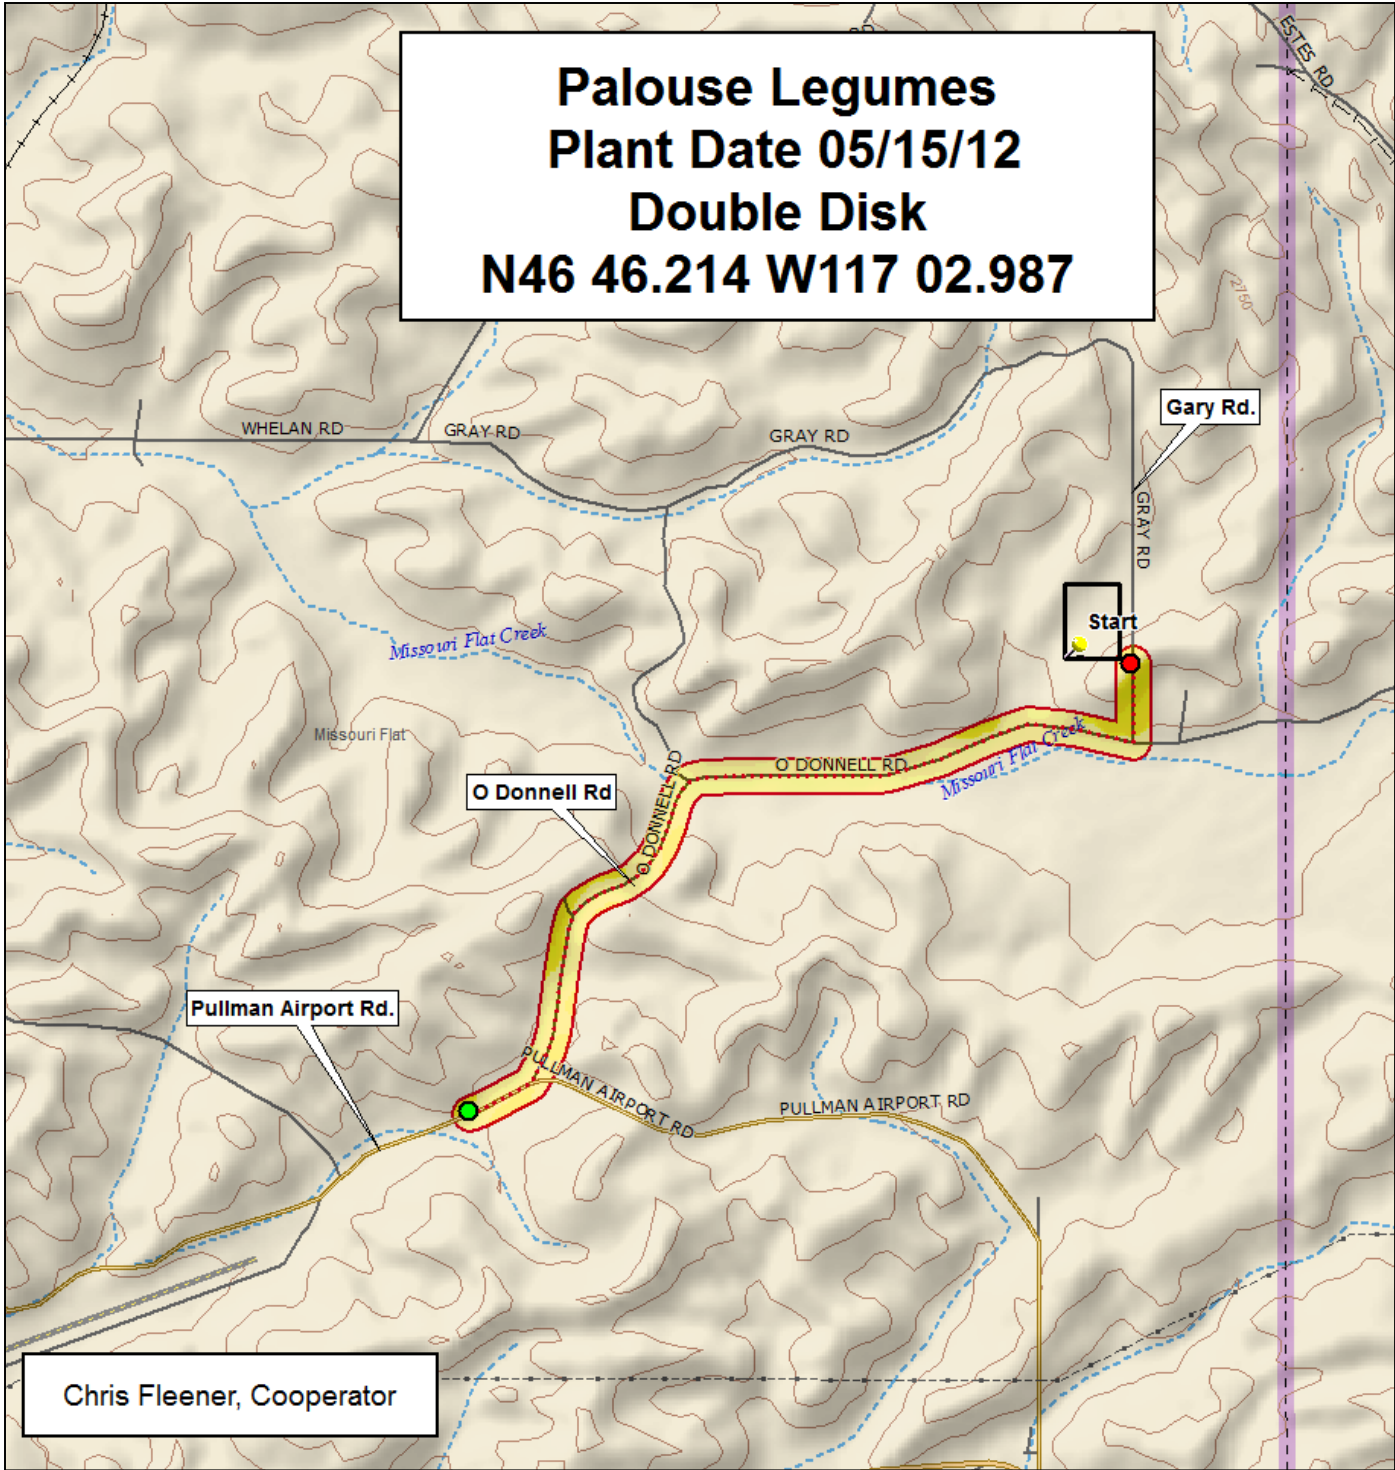 ESTES RD
RD
Palouse Legumes
Plant Date 05/15/12
Double Disk
N46 46.214 W117 02.987
2750
Gary Rd.
WHELAN RD
GRAY RD
GRAY RD
GRAY RD
Start
Missouri Flat Creek
Missouri Flat
Missouri Flat Creek
O DONNELL RD
O DONNELL RD
O Donnell Rd
Pullman Airport Rd.
PULLMAN AIRPORT RD
PULLMAN AIRPORT RD
Chris Fleener, Cooperator